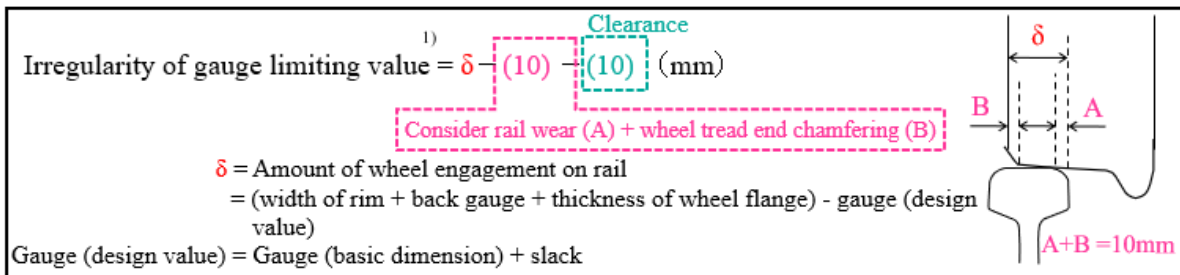 Clearance
1)
Irregularity of gauge limiting value = δ − (10) − (10) (mm)
Consider rail wear (A) + wheel tread end chamfering (B)
δ = Amount of wheel engagement on rail
= (width of rim + back gauge + thickness of wheel flange) - gauge (design
value)
Gauge (design value) = Gauge (basic dimension) + slack
δ
B
A
A+B =10mm